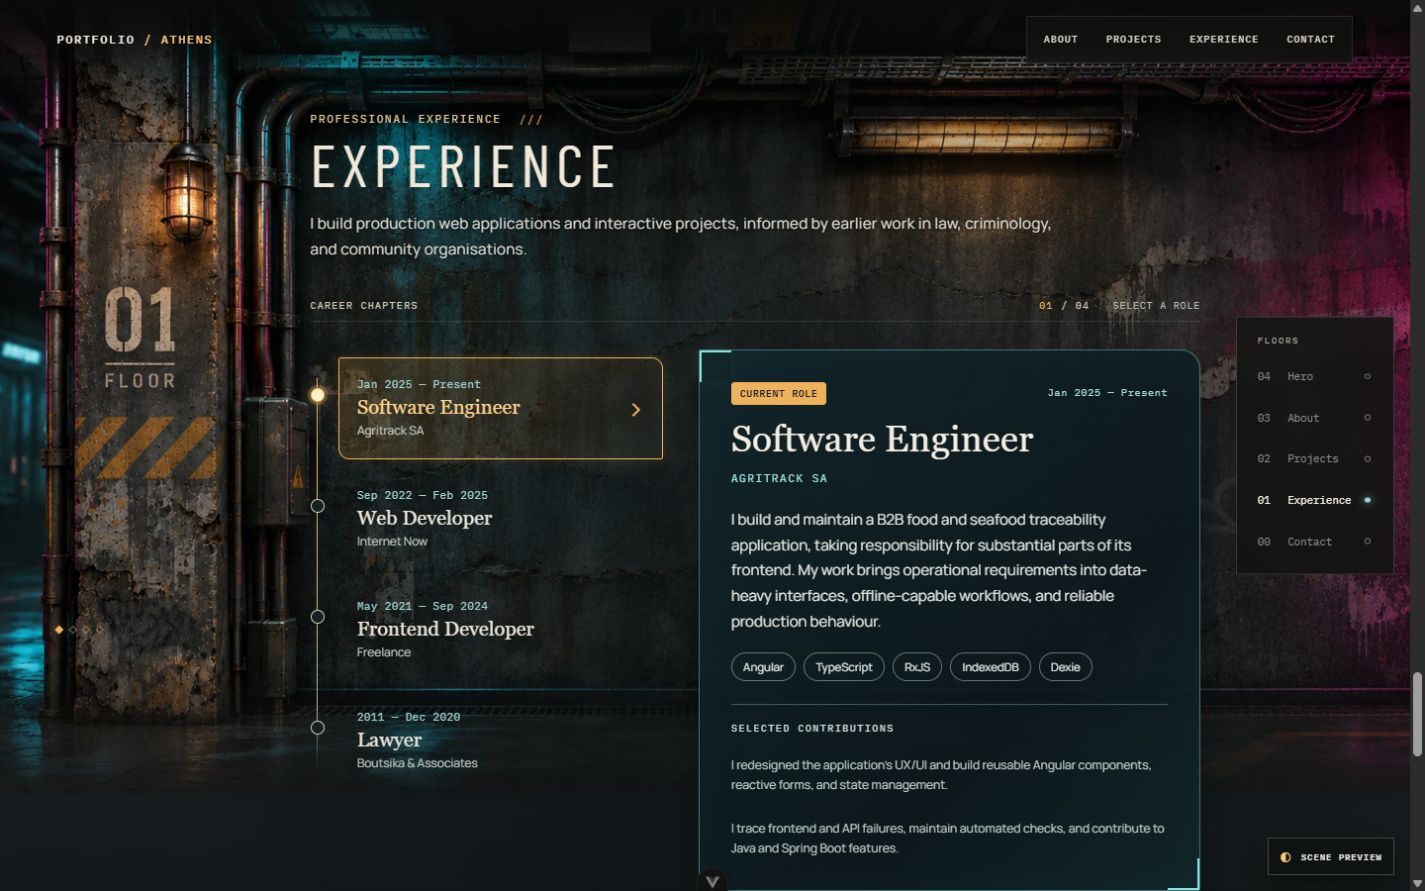 PORTFOLIO / ATHENS
ABOUT PROJECTS EXPERIENCE CONTACT
PROFESSIONAL EXPERIENCE ///
EXPERIENCE
I build production web applications and interactive projects, informed by earlier work in law, criminology,
and community organisations.
01
FLOOR
CAREER CHAPTERS
01 / 04 SELECT A ROLE
Jan 2025 — Present
Software Engineer
Agritrack SA
Sep 2022 — Feb 2025
Web Developer
Internet Now
May 2021 — Sep 2024
Frontend Developer
Freelance
2011 — Dec 2020
Lawyer
Boutsika & Associates
CURRENT ROLE
Jan 2025 — Present
Software Engineer
AGRITRACK SA
I build and maintain a B2B food and seafood traceability
application, taking responsibility for substantial parts of its
frontend. My work brings operational requirements into data-
heavy interfaces, offline-capable workflows, and reliable
production behaviour.
Angular TypeScript RxJS IndexedDB Dexie
SELECTED CONTRIBUTIONS
I redesigned the application's UX/UI and build reusable Angular components,
reactive forms, and state management.
I trace frontend and API failures, maintain automated checks, and contribute to
Java and Spring Boot features.
FLOORS
04 Hero
03 About
02 Projects
01 Experience
00 Contact
SCENE PREVIEW